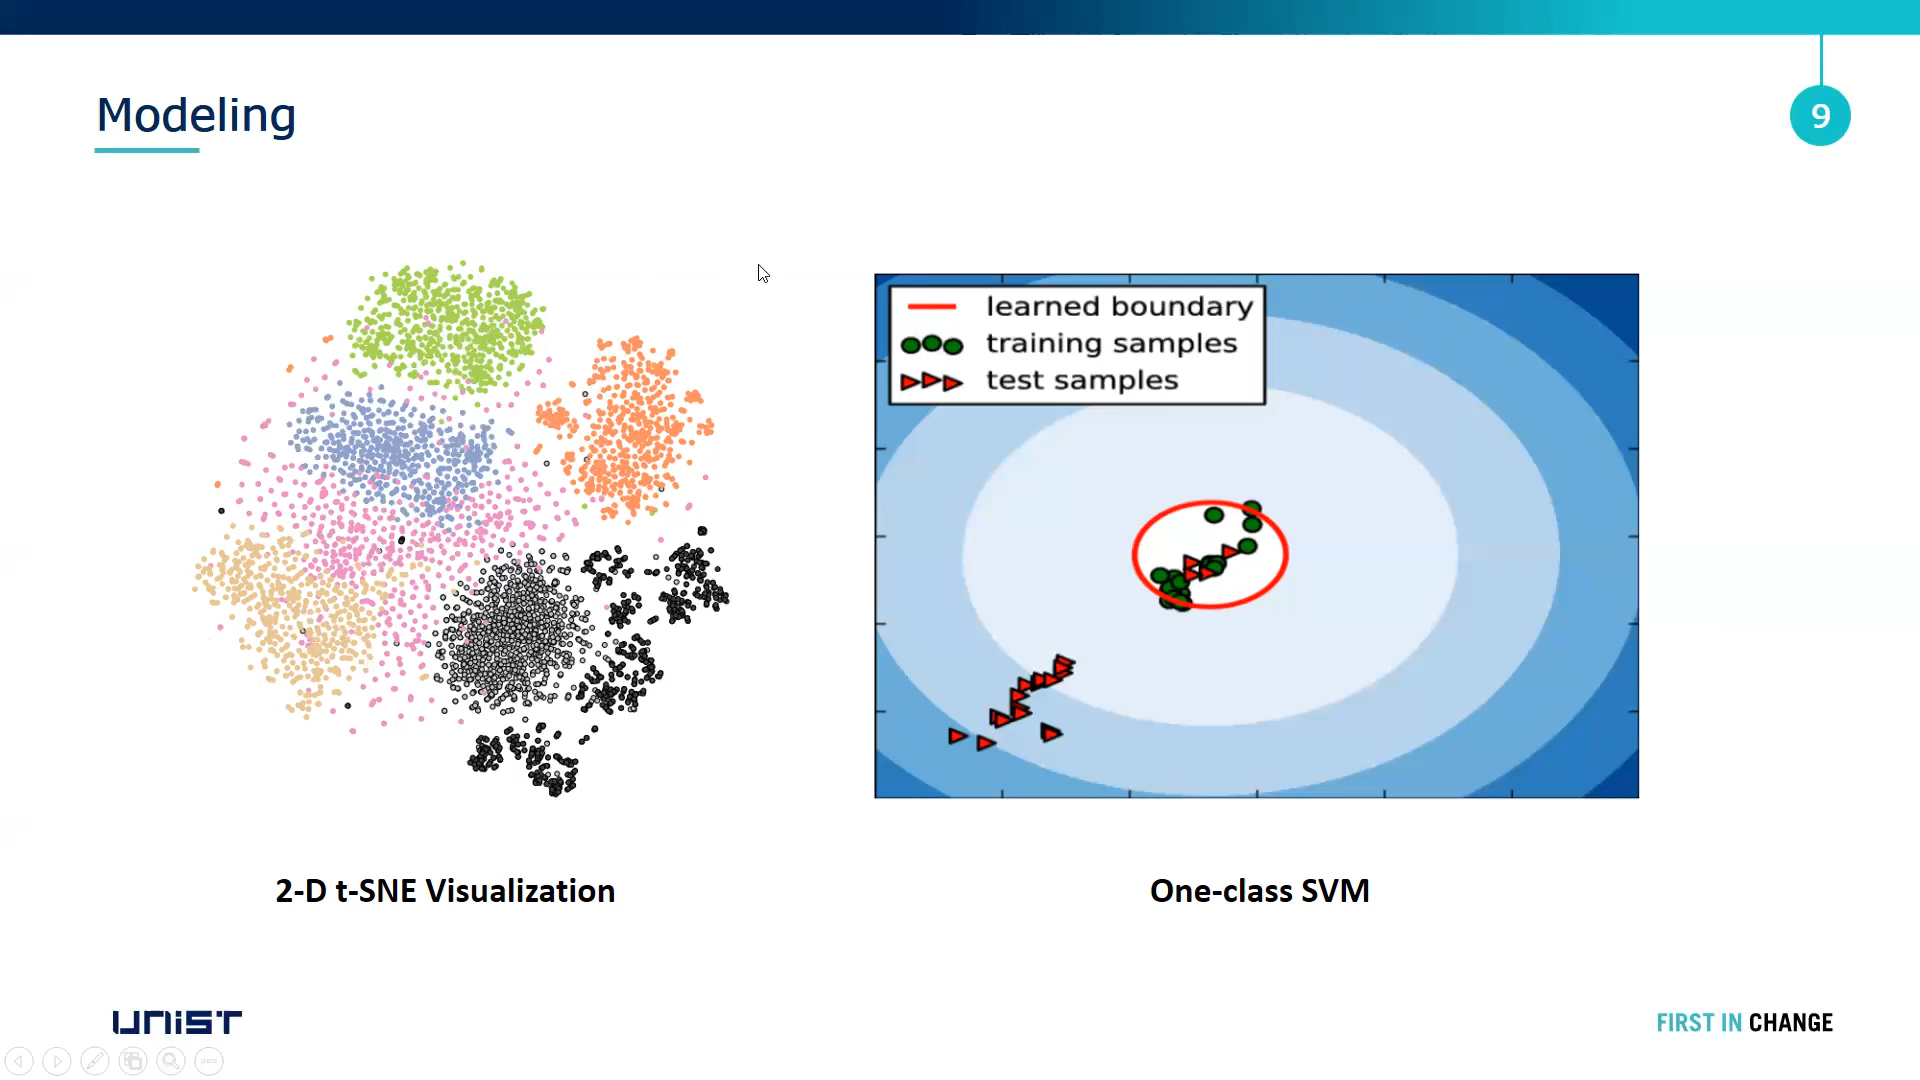 Modeling
9
learned boundary
training samples
test samples
2-D t-SNE Visualization
One-class SVM
UNIST
FIRST IN CHANGE